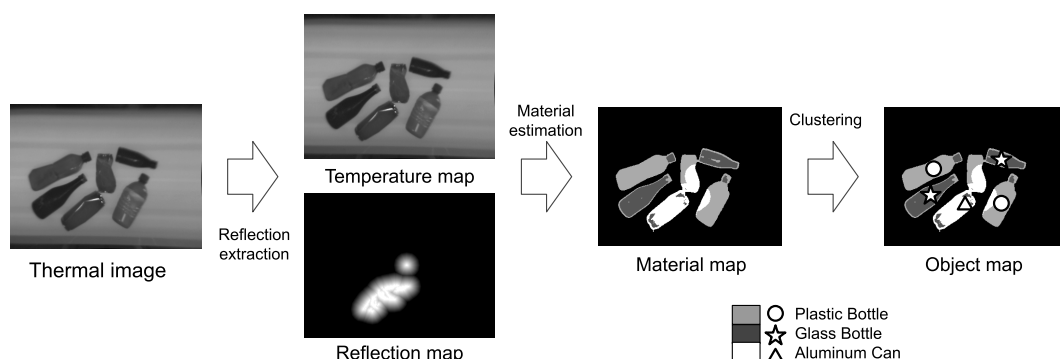 Thermal image
Reflection
extraction
Temperature map
Reflection map
Material
estimation
Material map
Clustering
Object map
Plastic Bottle
Glass Bottle
Aluminum Can